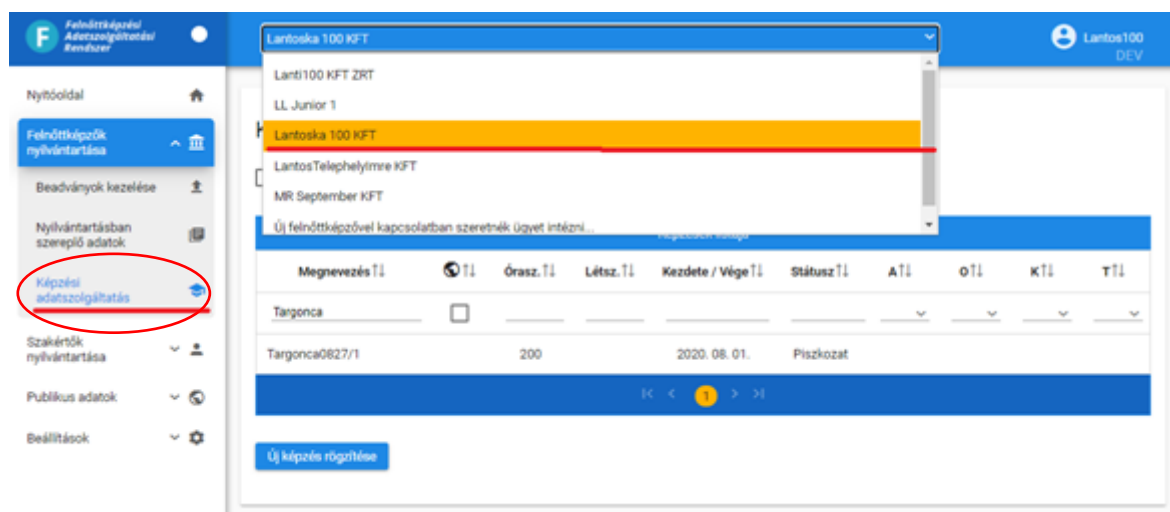 F
Felnőttképzési
Adatszolgáltatási
Rendszer
Lantoska 100 KFT
Lantos100
DEV
Nyitóoldal
Felnőttképzők
nyilvántartása
Beadványok kezelése
Nyilvántartásban
szereplő adatok
Képzési
adatszolgáltatás
Szakértők
nyilvántartása
Publikus adatok
Beállítások
Lanti100 KFT ZRT
LL Junior 1
Lantoska 100 KFT
LantosTelephelyImre KFT
MR September KFT
Új felnőttképzővel kapcsolatban szeretnék ügyet intézni...
Megnevezés Órasz. Létsz. Kezdete / Vége Státusz A O K T
Targonca
Targonca0827/1 200 2020. 08. 01. Piszkozat
1
Új képzés rögzítése